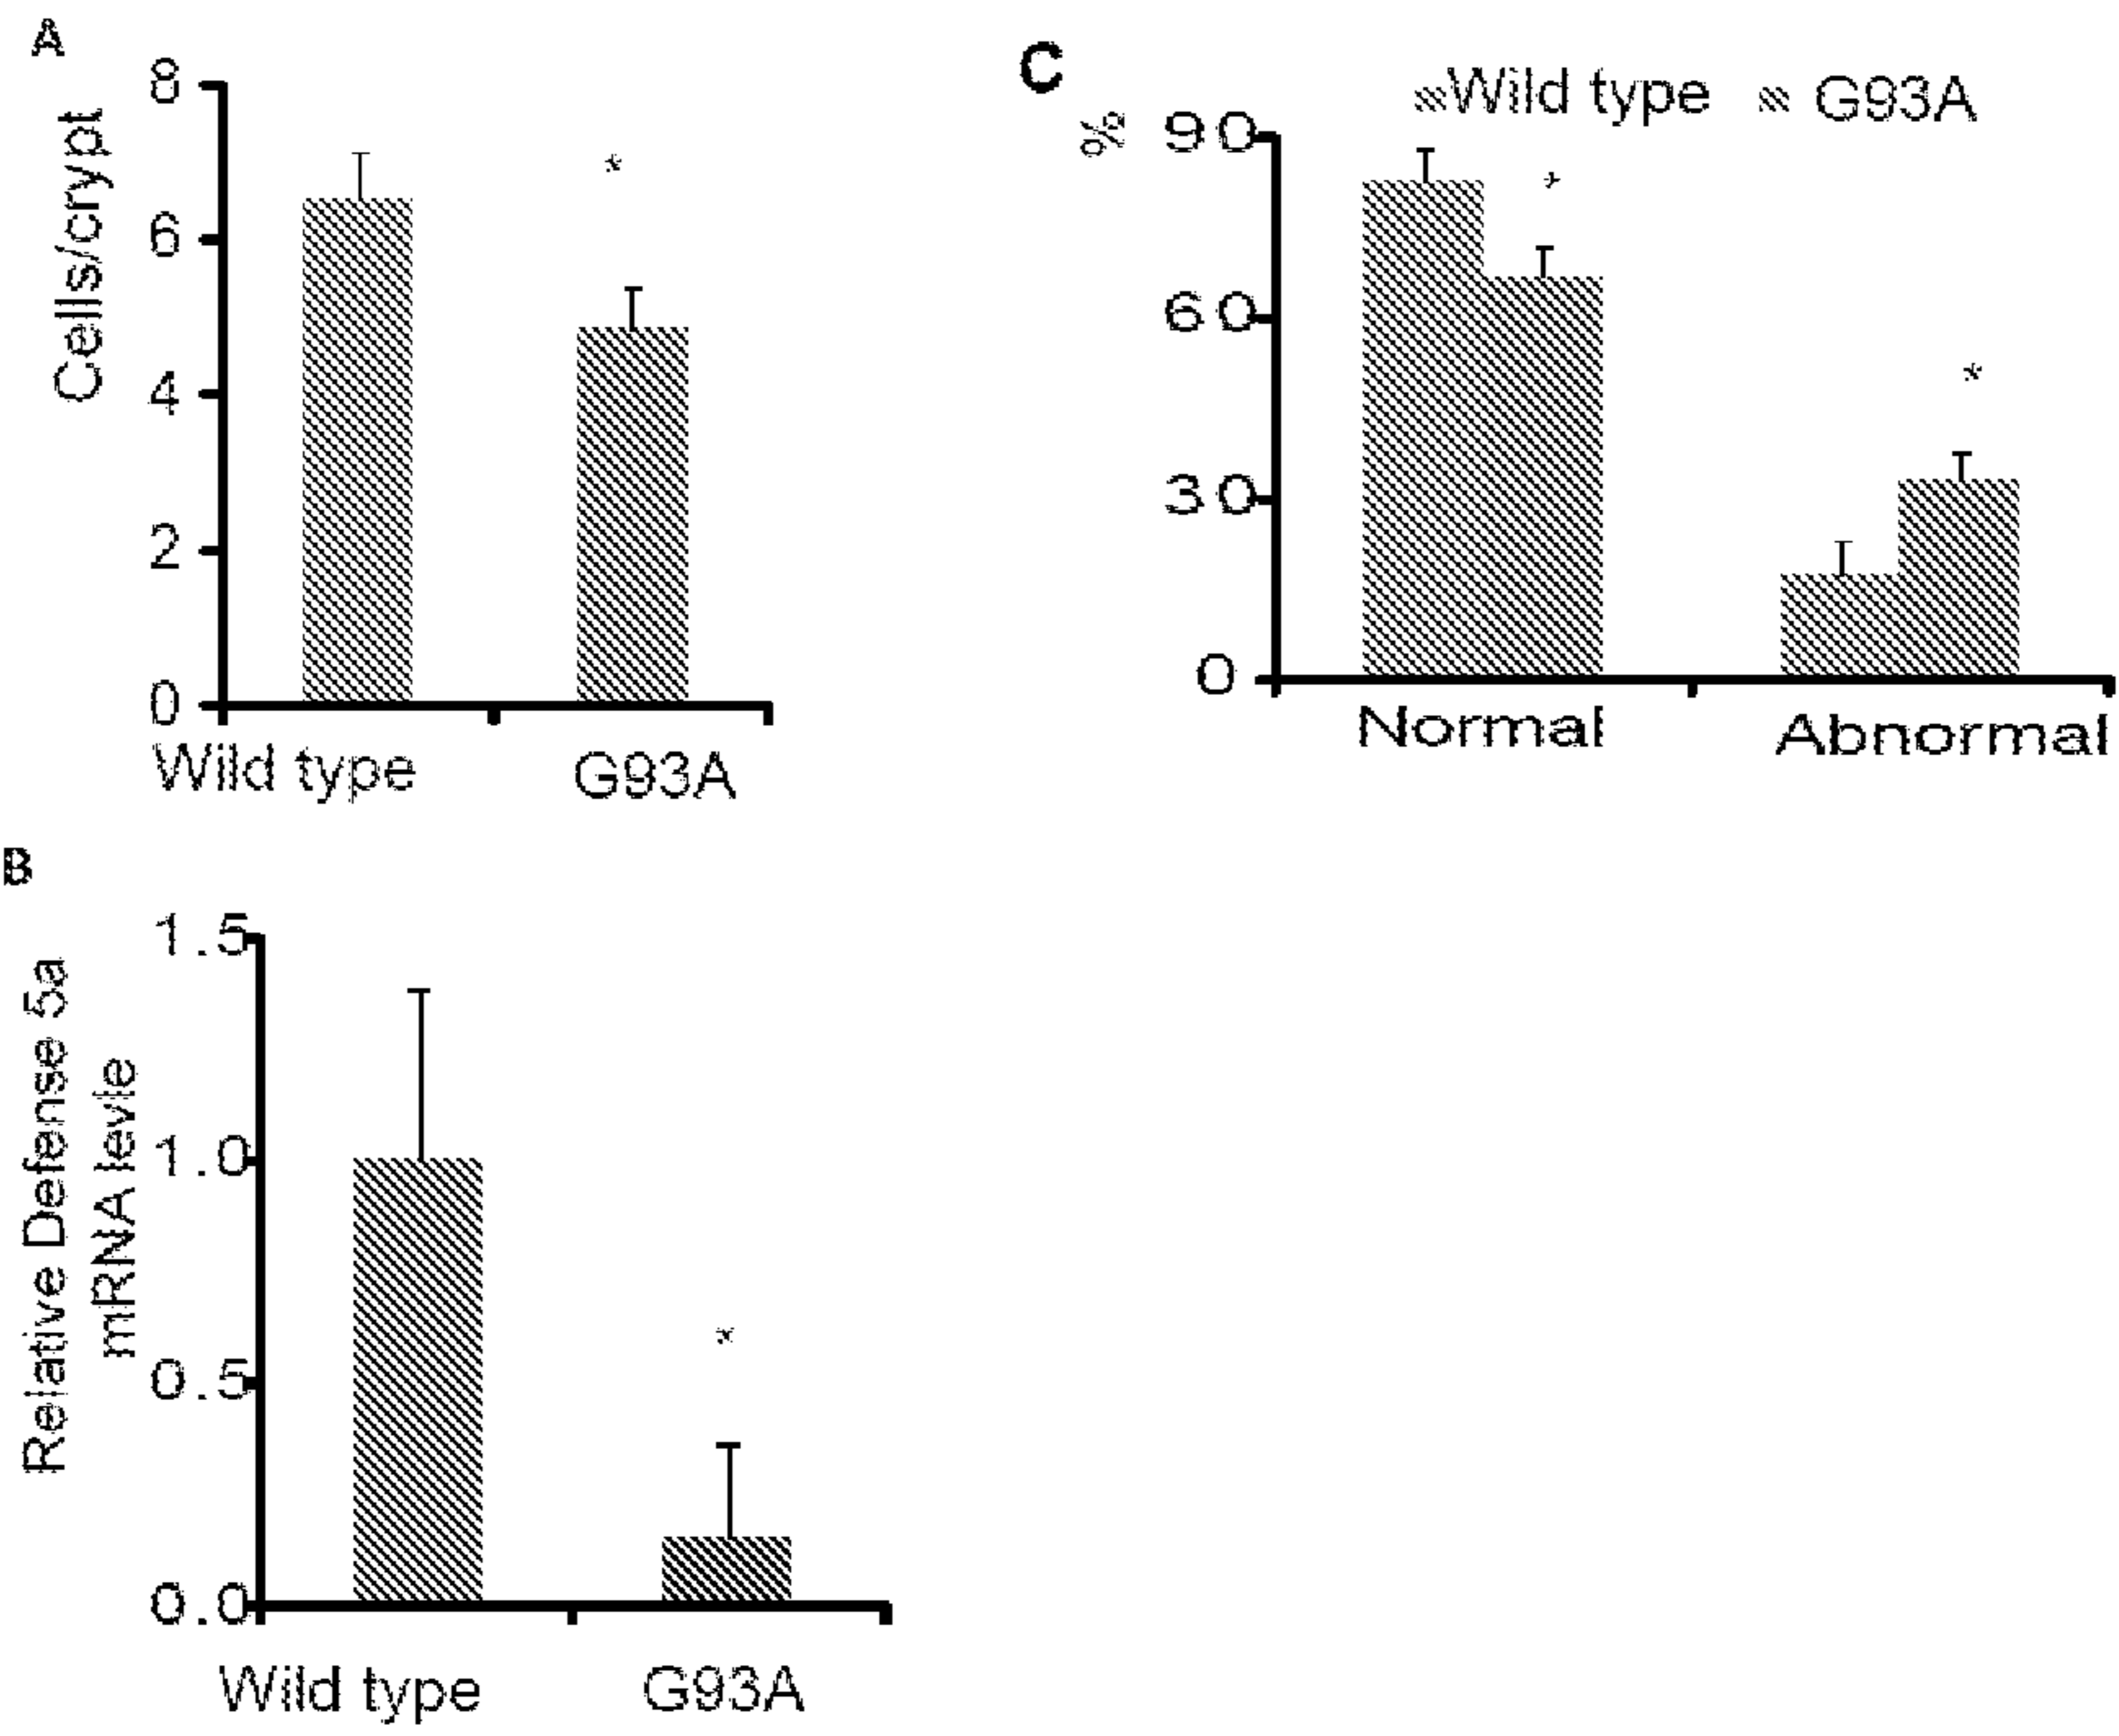 A
8
6
4
2
0
Cells/crypt
*
Wild type G93A
B
1.5
1.0
0.5
0.0
Relative Defense 5a
mRNA levle
*
Wild type G93A
C
Wild type G93A
%
90
60
30
0
*
*
Normal Abnormal